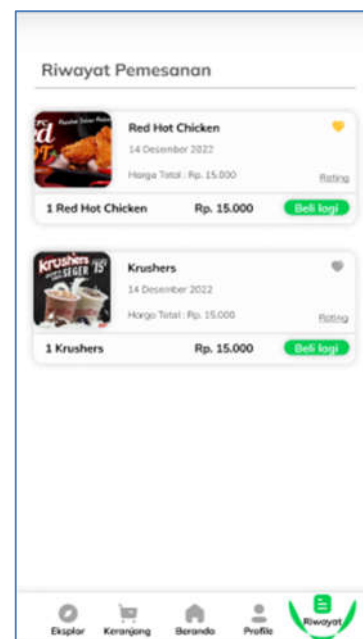 Riwayat Pemesanan
Red Hot Chicken
14 Desember 2022
Harga Total : Rp. 15.000
Rating
1 Red Hot Chicken Rp. 15.000 Beli lagi
Krushers
SEGER 15
Krushers
14 Desember 2022
Harga Total : Rp. 15.000
Rating
1 Krushers Rp. 15.000 Beli lagi
Eksplor Keranjang Beranda Profile Riwayat